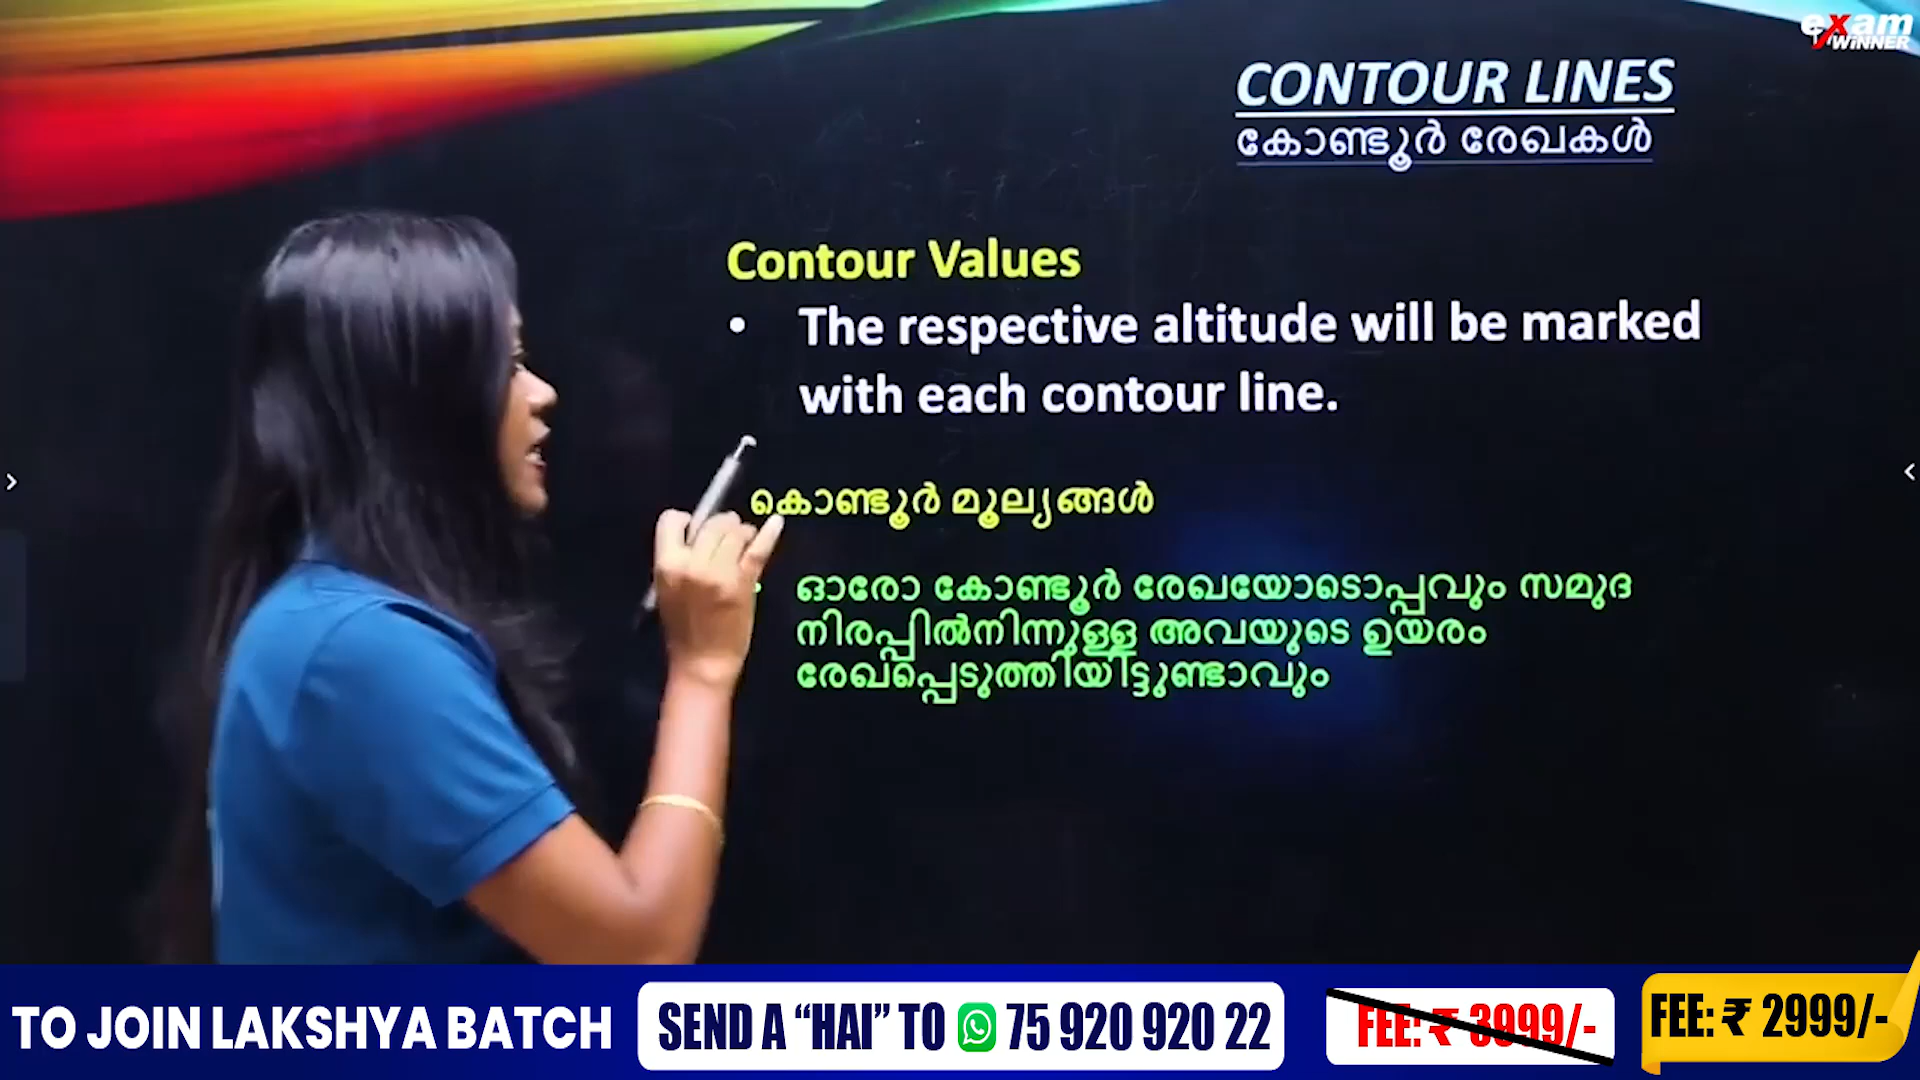 exam
WINNER
CONTOUR LINES
കോണ്ടൂർ രേഖകൾ
Contour Values
• The respective altitude will be marked
with each contour line.
കൊണ്ടൂർ മൂല്യങ്ങൾ
ഓരോ കോണ്ടൂർ രേഖയോടൊപ്പവും സമുദ്ര
നിരപ്പിൽനിന്നുള്ള അവയുടെ ഉയരം
രേഖപ്പെടുത്തിയിട്ടുണ്ടാവും
TO JOIN LAKSHYA BATCH
SEND A “HAI” TO 75 920 920 22
FEE: ₹ 3999/-
FEE: ₹ 2999/-